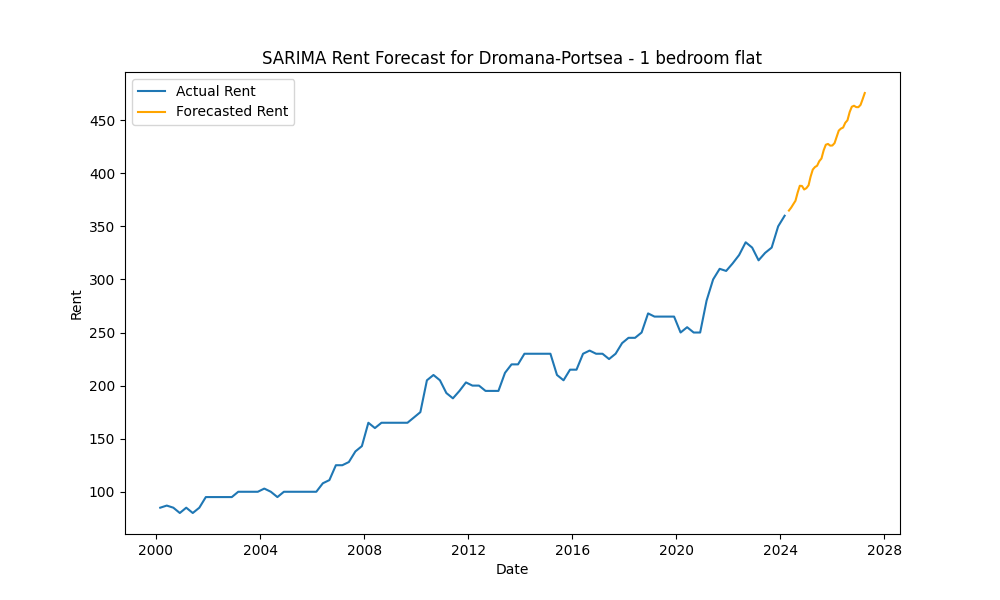 SARIMA Rent Forecast for Dromana-Portsea - 1 bedroom flat
Actual Rent
Forecasted Rent
450
400
350
300
250
200
150
100
Rent
2000 2004 2008 2012 2016 2020 2024 2028
Date